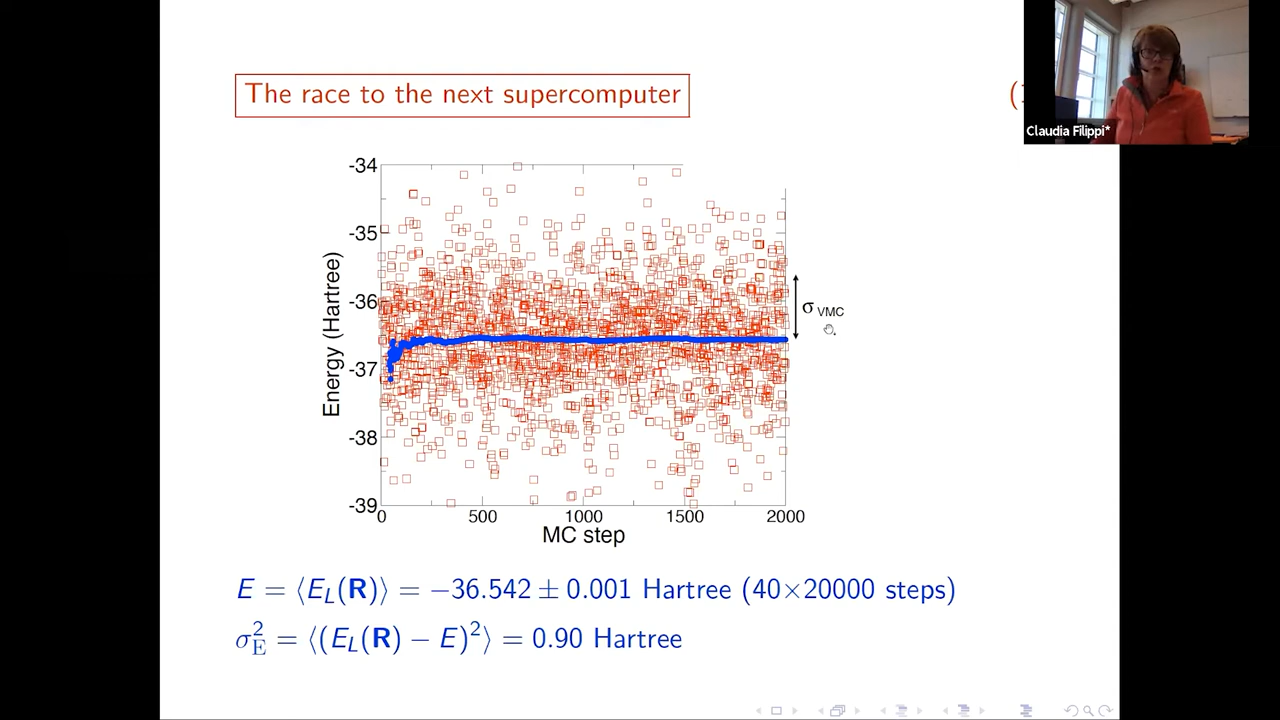 The race to the next supercomputer
(
Claudia Filippi*
-34
-35
-36
-37
-38
-39
Energy (Hartree)
σ VMC
0 500 1000 1500 2000
MC step
E = ⟨E_L(R)⟩ = −36.542 ± 0.001 Hartree (40×20000 steps)
σ_E^2 = ⟨(E_L(R) − E)^2⟩ = 0.90 Hartree